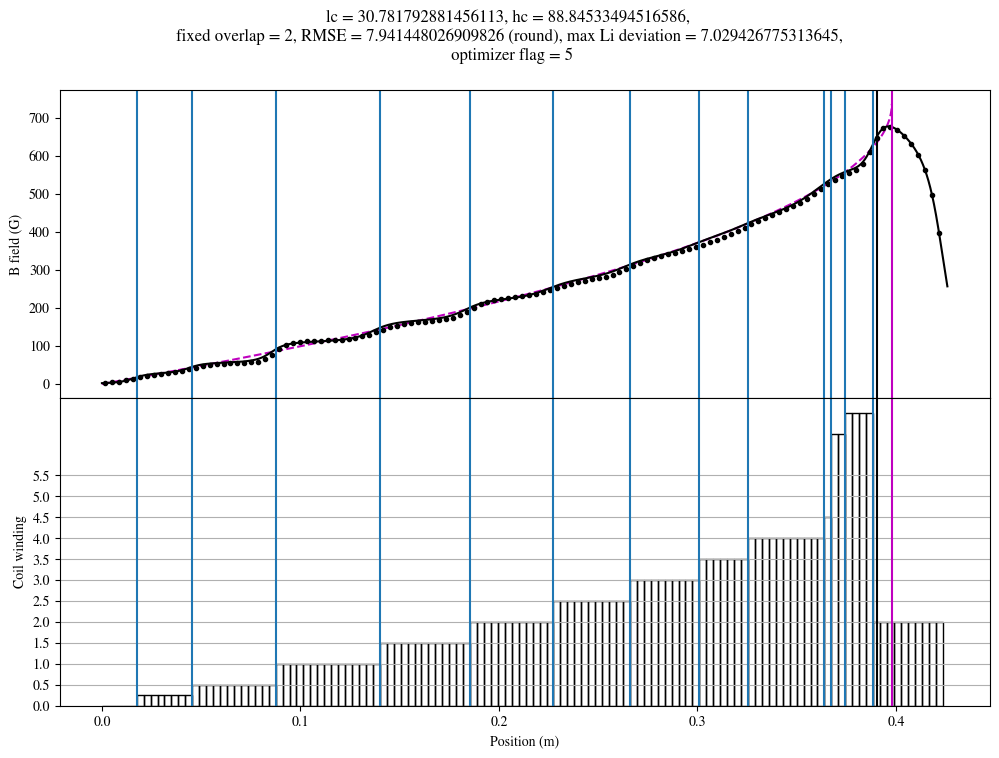 lc = 30.781792881456113, hc = 88.84533494516586,
fixed overlap = 2, RMSE = 7.941448026909826 (round), max Li deviation = 7.029426775313645,
optimizer flag = 5
700
600
500
400
300
200
100
0
B field (G)
5.5
5.0
4.5
4.0
3.5
3.0
2.5
2.0
1.5
1.0
0.5
0.0
Coil winding
0.0 0.1 0.2 0.3 0.4
Position (m)